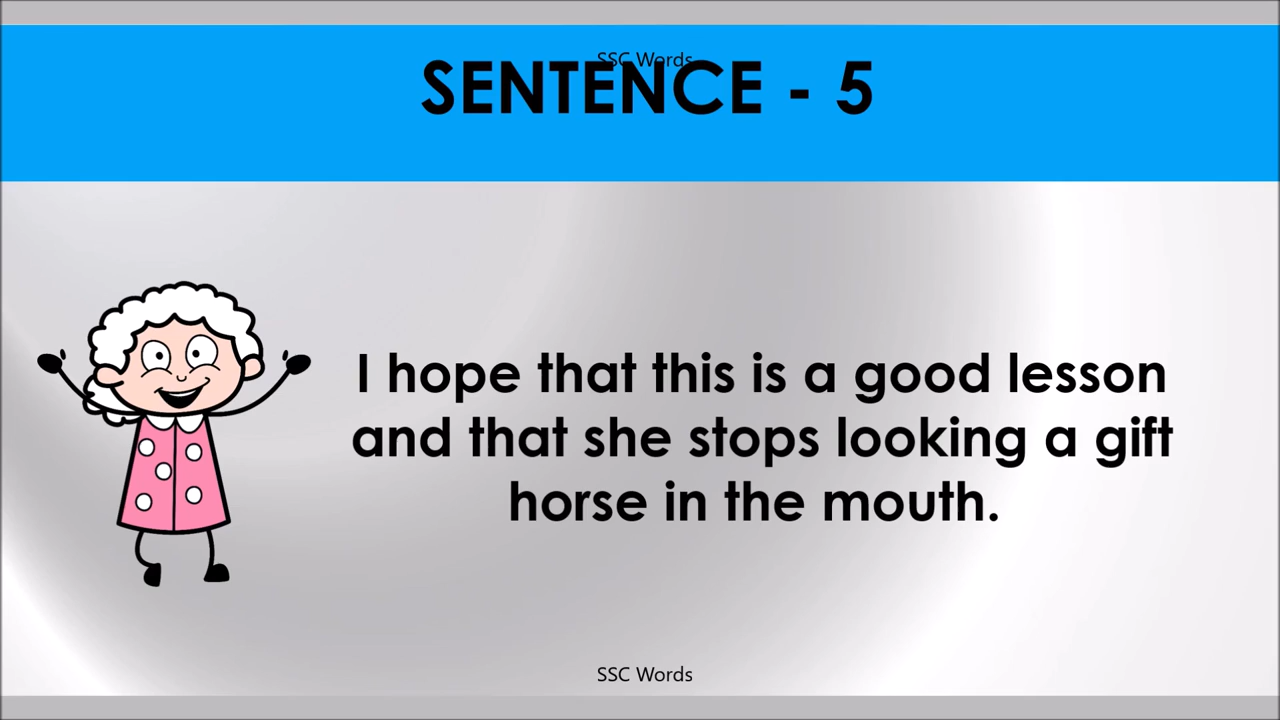 SSC Words
SENTENCE - 5
I hope that this is a good lesson
and that she stops looking a gift
horse in the mouth.
SSC Words